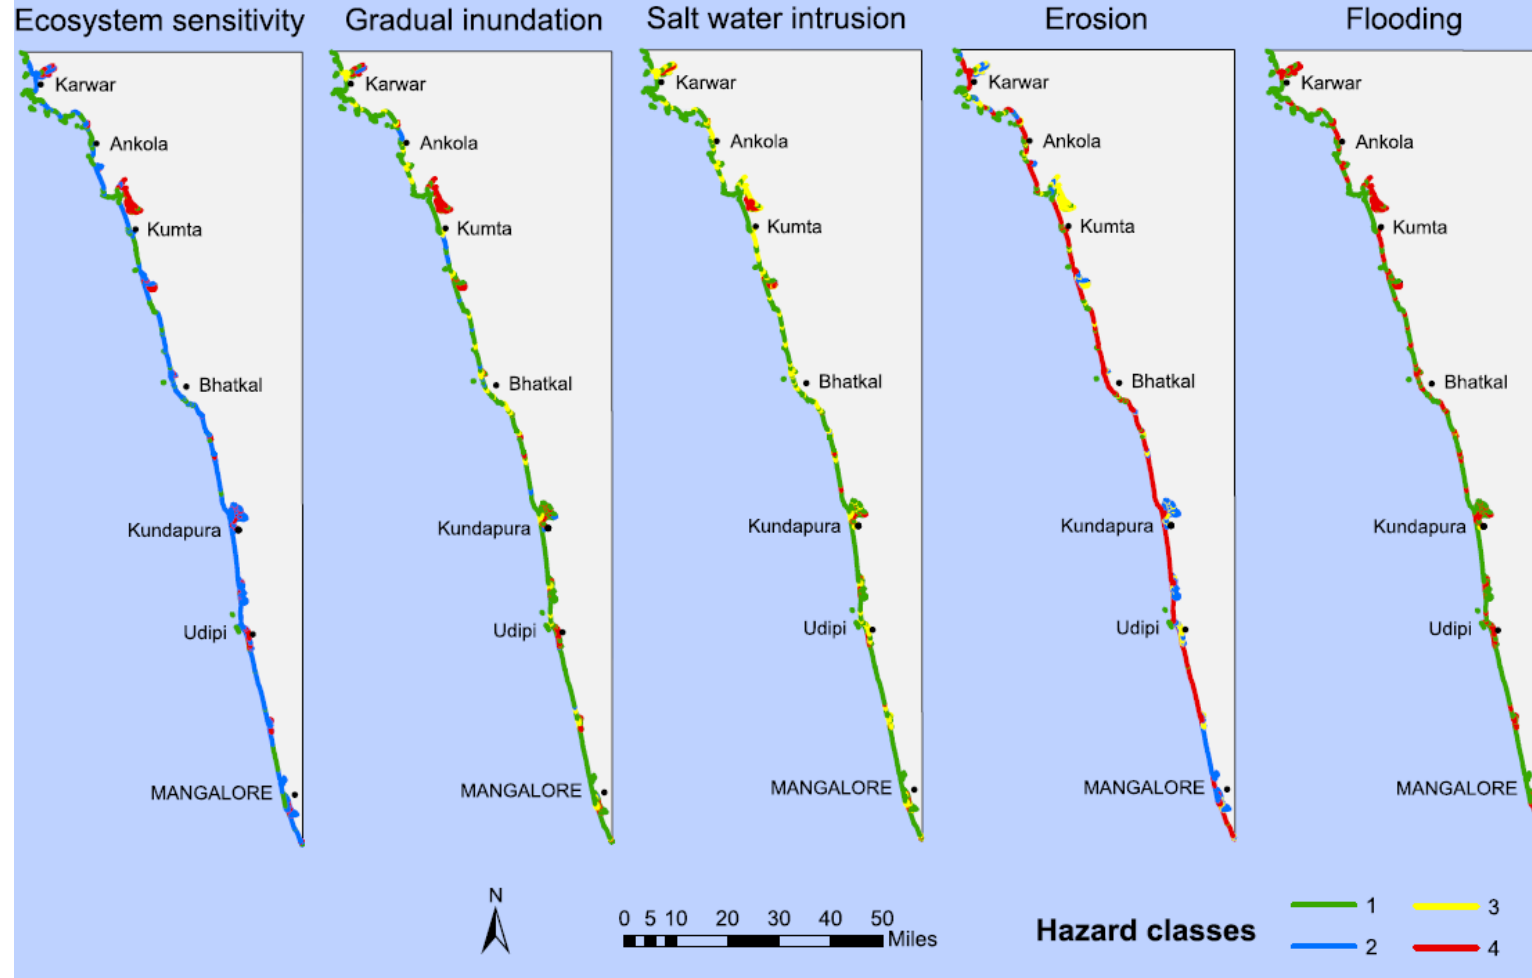 Ecosystem sensitivity
Gradual inundation
Salt water intrusion
Erosion
Flooding
Karwar
Karwar
Karwar
Karwar
Karwar
Ankola
Ankola
Ankola
Ankola
Ankola
Kumta
Kumta
Kumta
Kumta
Kumta
Bhatkal
Bhatkal
Bhatkal
Bhatkal
Bhatkal
Kundapura
Kundapura
Kundapura
Kundapura
Kundapura
Udipi
Udipi
Udipi
Udipi
Udipi
MANGALORE
MANGALORE
MANGALORE
MANGALORE
MANGALORE
N
0 5 10 20 30 40 50
Miles
Hazard classes
1
3
2
4